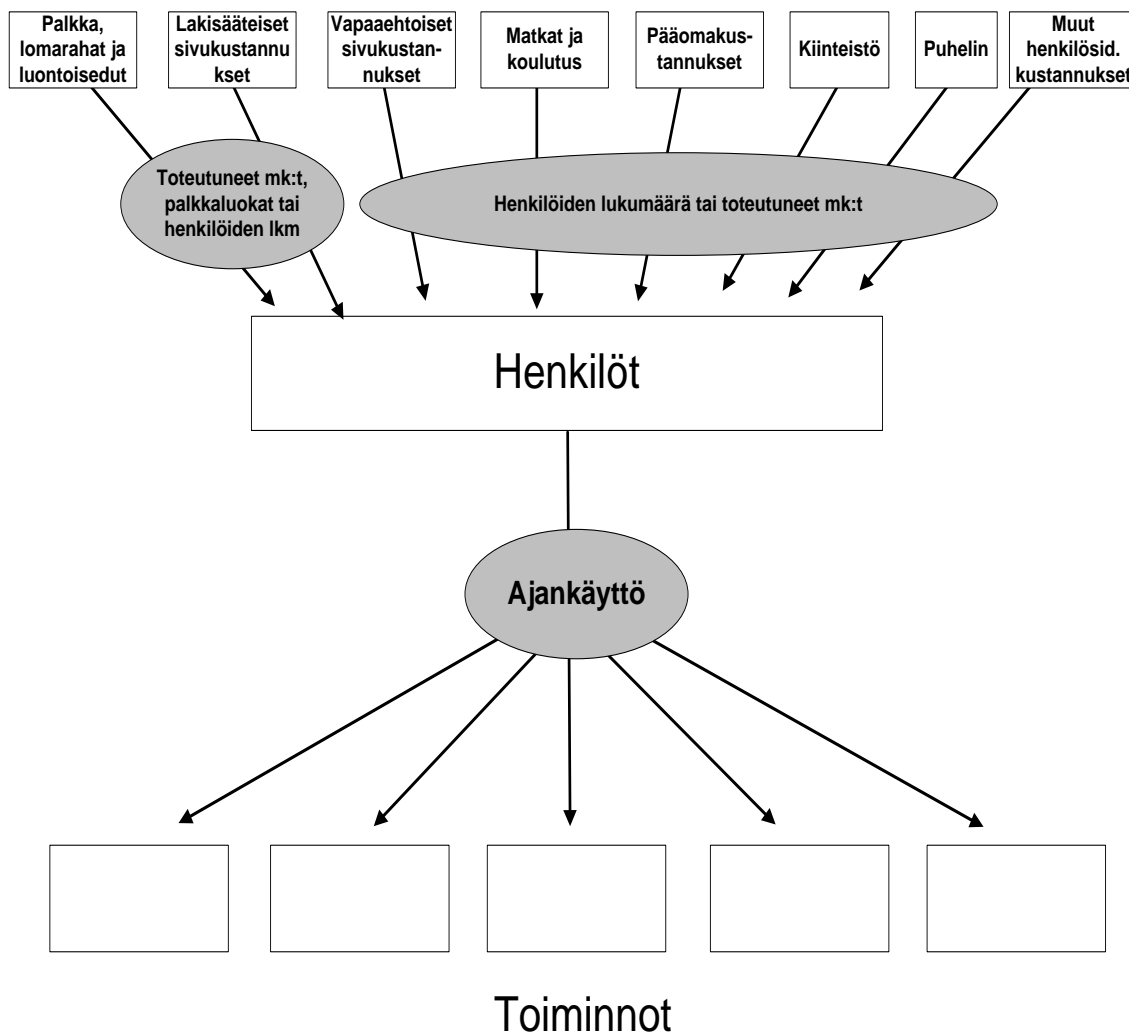 Palkka,
lomarahat ja
luontoisedut
Lakisääteiset
sivukustannu
kset
Vapaaehtoiset
sivukustan-
nukset
Matkat ja
koulutus
Pääomakus-
tannukset
Kiinteistö
Puhelin
Muut
henkilösid.
kustannukset
Toteutuneet mk:t,
palkkaluokat tai
henkilöiden lkm
Henkilöiden lukumäärä tai toteutuneet mk:t
Henkilöt
Ajankäyttö
Toiminnot